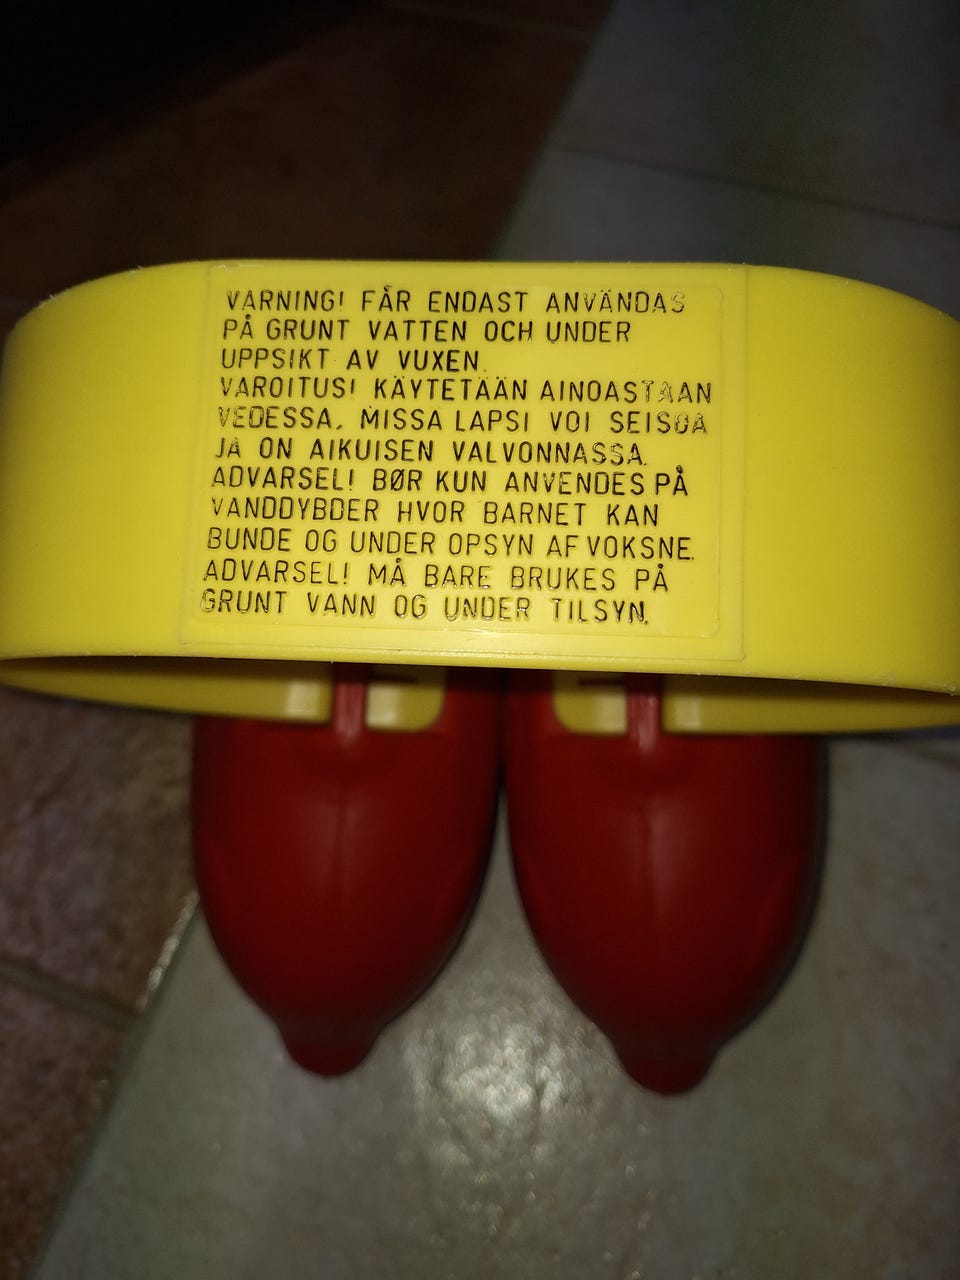 VARNING! FÅR ENDAST ANVÄNDAS
PÅ GRUNT VATTEN OCH UNDER
UPPSIKT AV VUXEN.
VAROITUS! KÄYTETÄÄN AINOASTAAN
VEDESSA, MISSA LAPSI VOI SEISOA
JA ON AIKUISEN VALVONNASSA.
ADVARSEL! BØR KUN ANVENDES PÅ
VANDDYBDER HVOR BARNET KAN
BUNDE OG UNDER OPSYN AF VOKSNE.
ADVARSEL! MÅ BARE BRUKES PÅ
GRUNT VANN OG UNDER TILSYN.